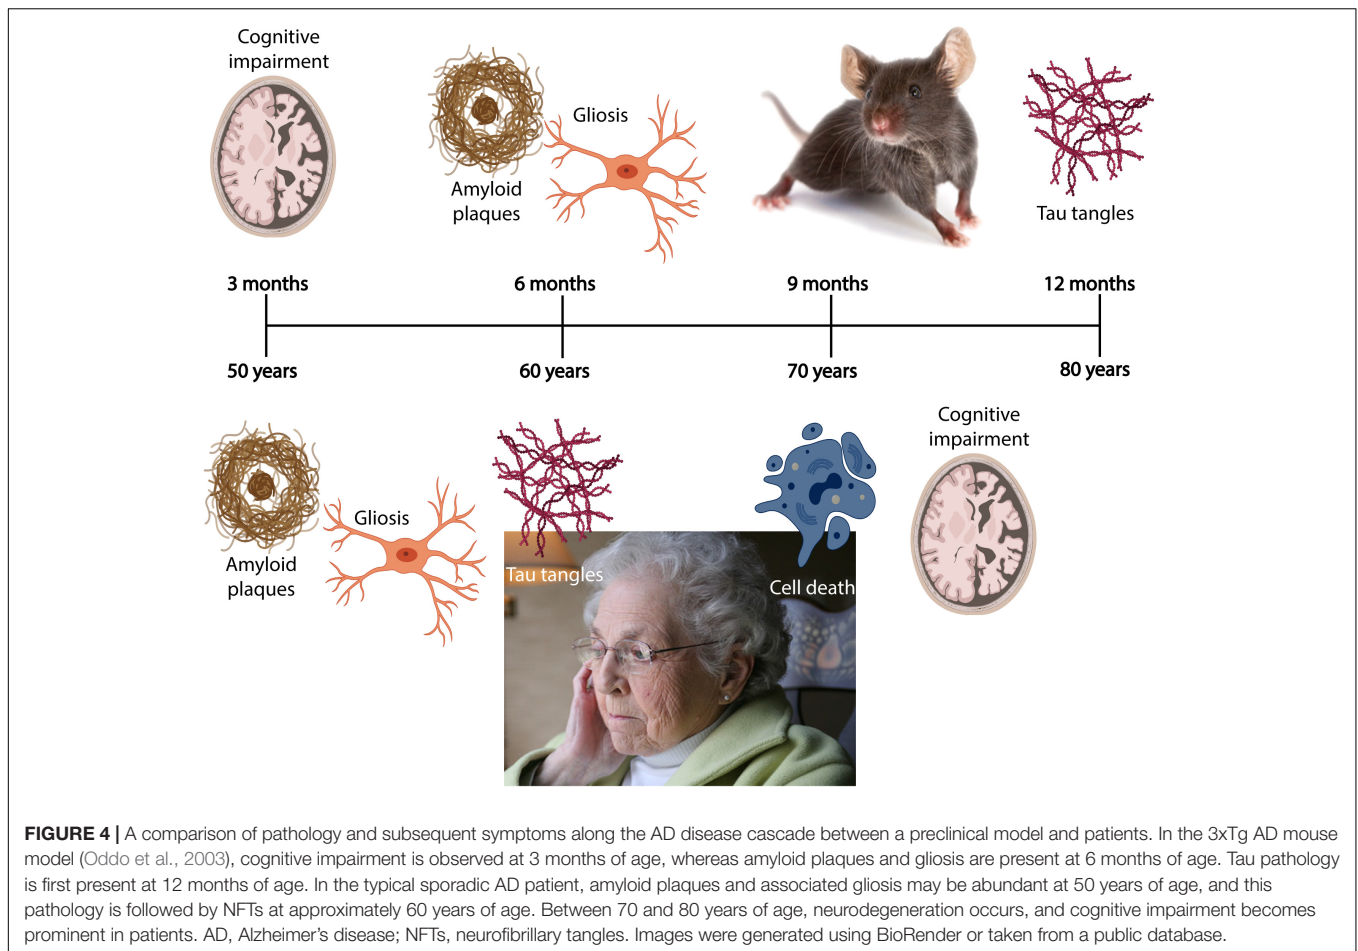 Cognitive
impairment
Gliosis
Amyloid
plaques
Tau tangles
3 months
6 months
9 months
12 months
50 years
60 years
70 years
80 years
Cognitive
impairment
Gliosis
Amyloid
plaques
Tau tangles
Cell death
FIGURE 4 | A comparison of pathology and subsequent symptoms along the AD disease cascade between a preclinical model and patients. In the 3xTg AD mouse
model (Oddo et al., 2003), cognitive impairment is observed at 3 months of age, whereas amyloid plaques and gliosis are present at 6 months of age. Tau pathology
is first present at 12 months of age. In the typical sporadic AD patient, amyloid plaques and associated gliosis may be abundant at 50 years of age, and this
pathology is followed by NFTs at approximately 60 years of age. Between 70 and 80 years of age, neurodegeneration occurs, and cognitive impairment becomes
prominent in patients. AD, Alzheimer's disease; NFTs, neurofibrillary tangles. Images were generated using BioRender or taken from a public database.